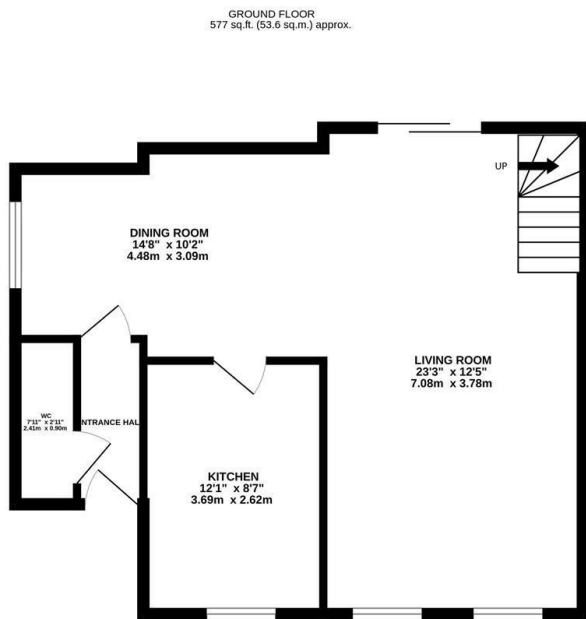 GROUND FLOOR
577 sq.ft. (53.6 sq.m.) approx.
UP
DINING ROOM
14'8" x 10'2"
4.48m x 3.09m
LIVING ROOM
23'3" x 12'5"
7.08m x 3.78m
WC
7'11" x 2'11"
2.41m x 0.90m
NTRANCE HAL
KITCHEN
12'1" x 8'7"
3.69m x 2.62m